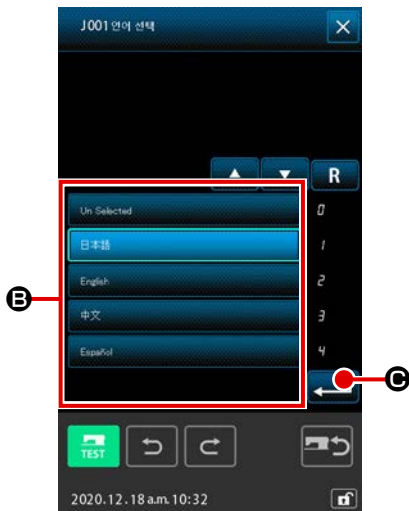 J001 언어 선택
R
Un Selected 0
日本語 1
English 2
B
中文 3
Español 4
C
TEST
2020.12.18 a.m. 10:32